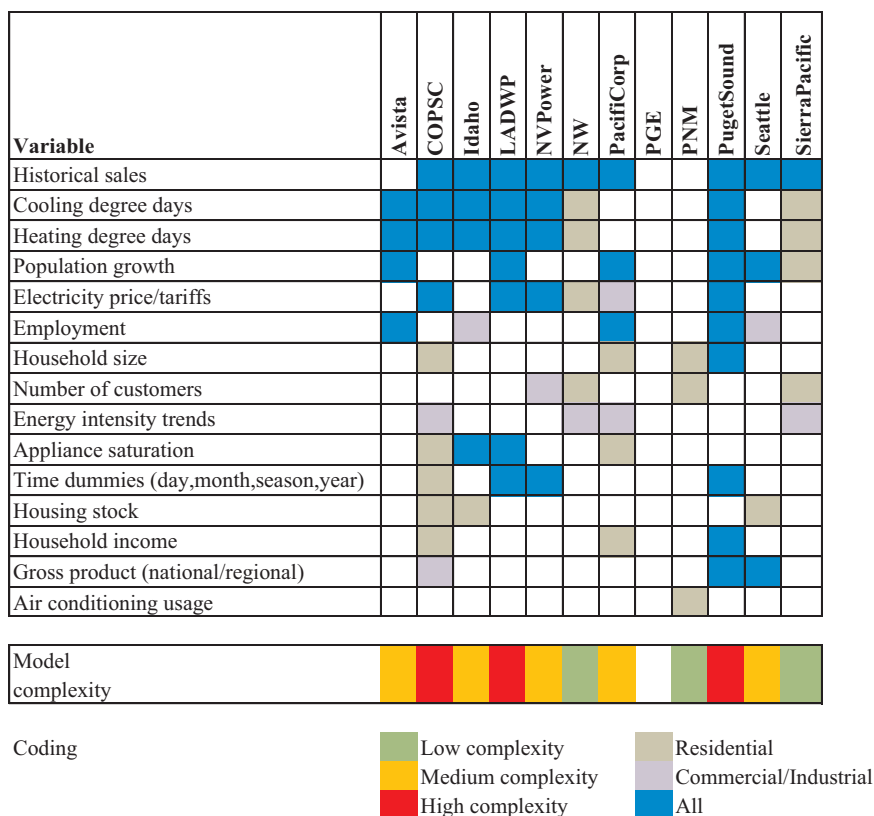 Variable
Avista
COPSC
Idaho
LADWP
NVPower
NW
PacifiCorp
PGE
PNM
PugetSound
Seattle
SierraPacific
Historical sales
Cooling degree days
Heating degree days
Population growth
Electricity price/tariffs
Employment
Household size
Number of customers
Energy intensity trends
Appliance saturation
Time dummies (day,month,season,year)
Housing stock
Household income
Gross product (national/regional)
Air conditioning usage
Model
complexity
Coding
Low complexity
Medium complexity
High complexity
Residential
Commercial/Industrial
All